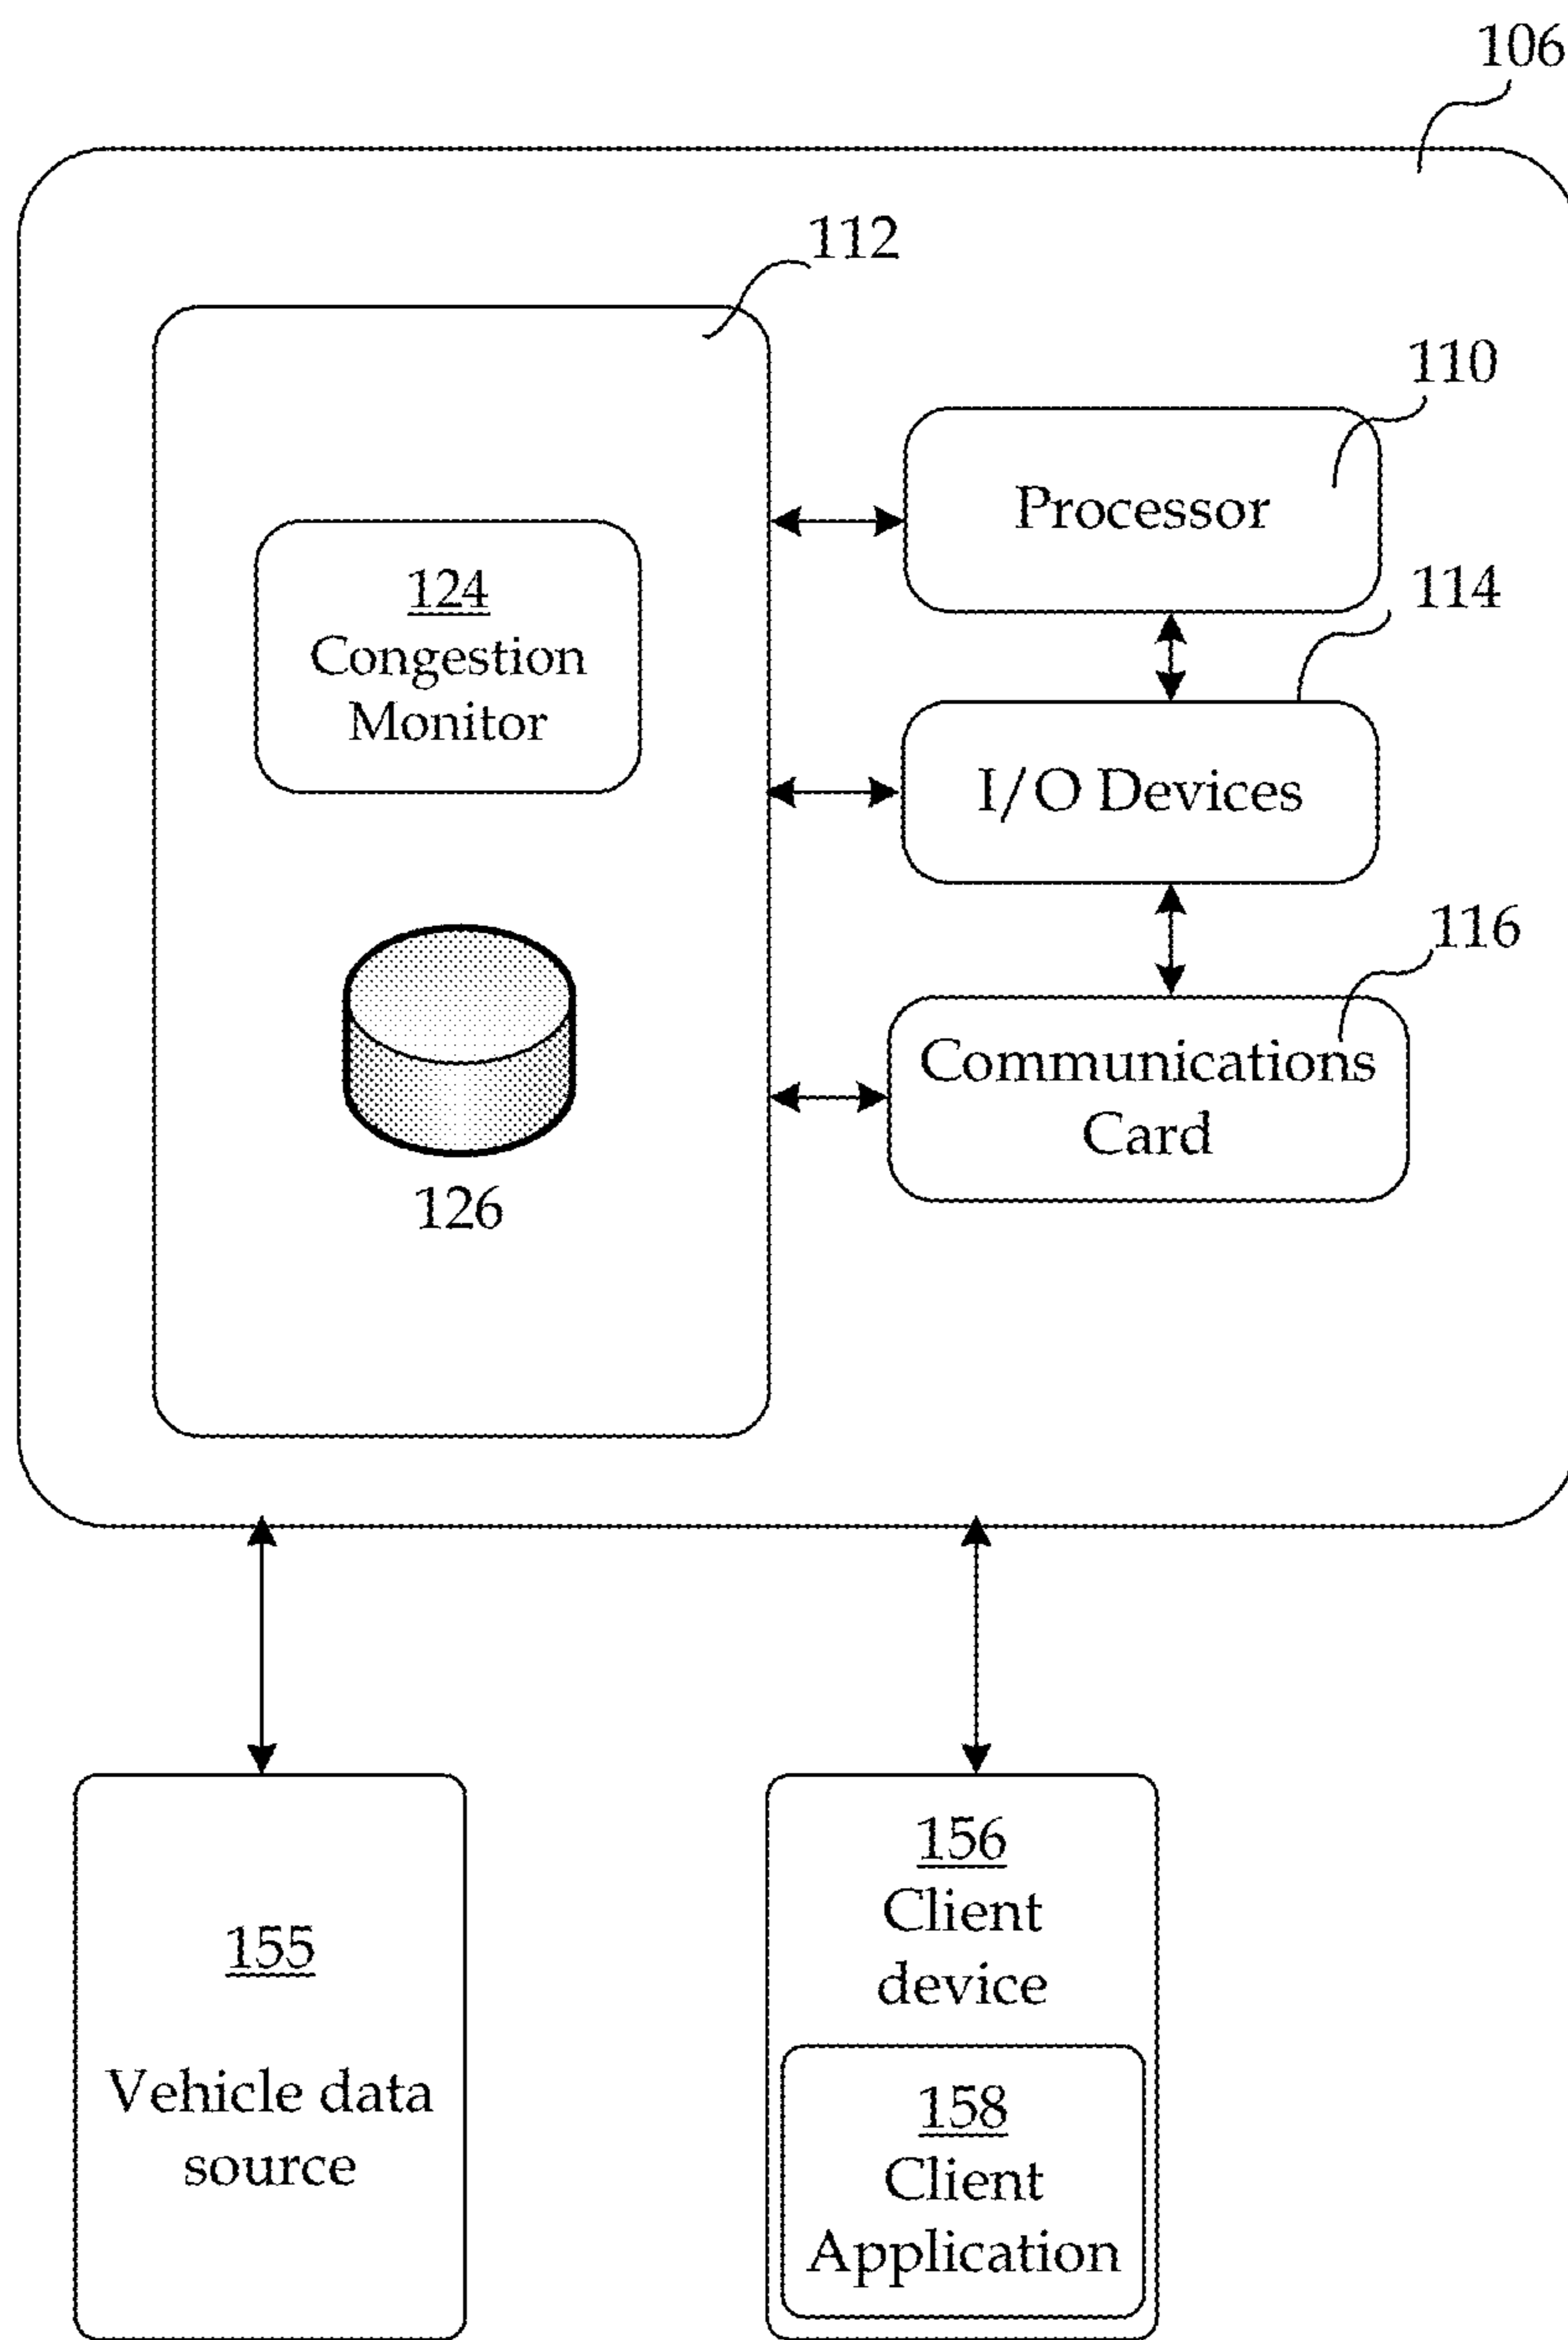 106
112
110
Processor
114
124
Congestion
Monitor
I/O Devices
116
Communications
Card
126
155
Vehicle data
source
156
Client
device
158
Client
Application